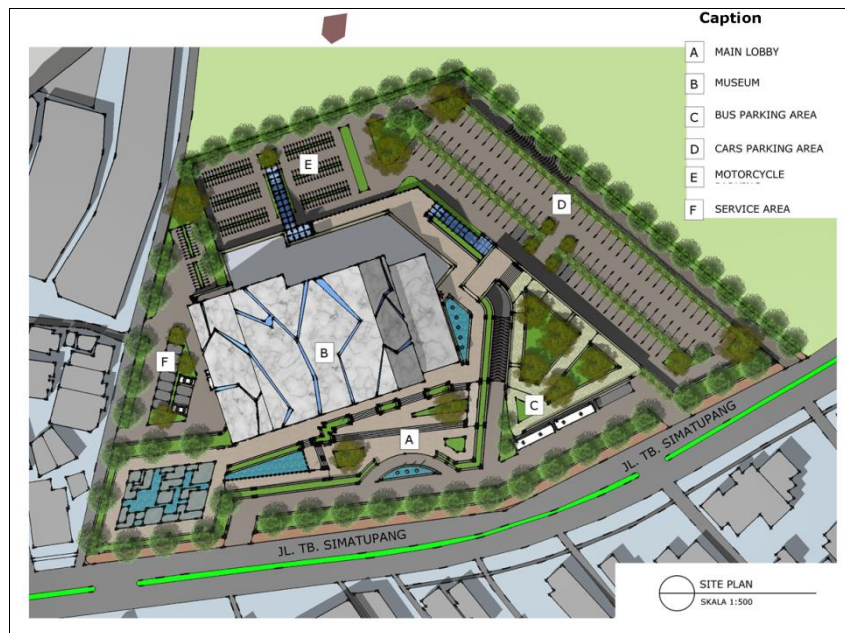 Caption
A MAIN LOBBY
B MUSEUM
C BUS PARKING AREA
D CARS PARKING AREA
E MOTORCYCLE
F SERVICE AREA
E
D
F
B
C
A
JL. TB. SIMATUPANG
JL. TB. SIMATUPANG
SITE PLAN
SKALA 1:500